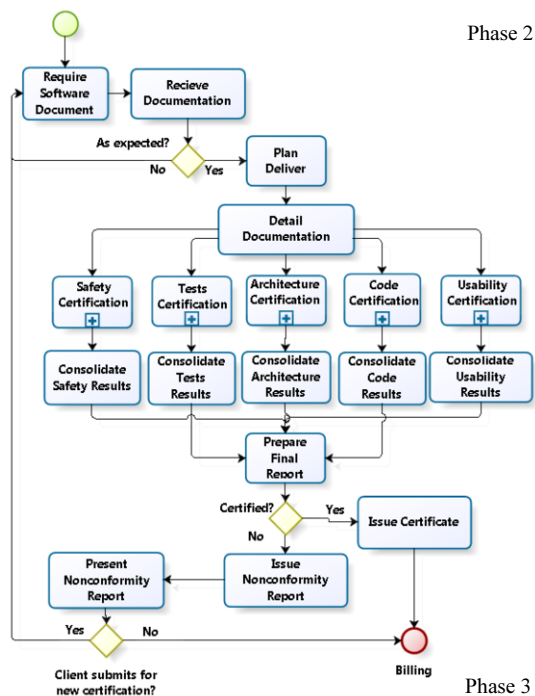 Phase 2
Require
Software
Document
Recieve
Documentation
As expected?
No
Yes
Plan
Deliver
Detail
Documentation
Safety
Certification
Tests
Certification
Architecture
Certification
Code
Certification
Usability
Certification
Consolidate
Safety Results
Consolidate
Tests
Results
Consolidate
Architecture
Results
Consolidate
Code
Results
Consolidate
Usability
Results
Prepare
Final
Report
Certified?
Yes
No
Issue Certificate
Present
Nonconformity
Report
Issue
Nonconformity
Report
Yes
No
Client submits for
new certification?
Billing
Phase 3